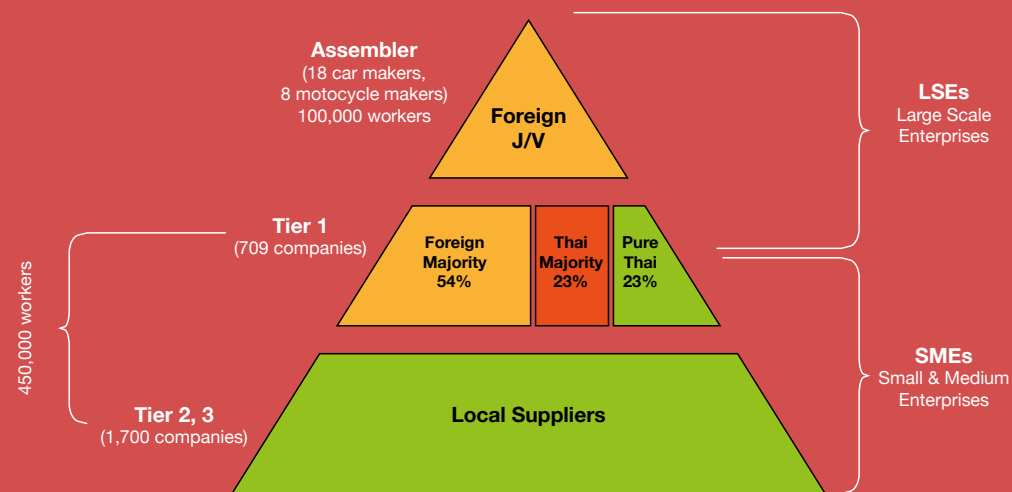 Assembler
(18 car makers,
8 motocycle makers)
100,000 workers
Foreign
J/V
LSEs
Large Scale
Enterprises
Tier 1
(709 companies)
Foreign
Majority
54%
Thai
Majority
23%
Pure
Thai
23%
450,000 workers
SMEs
Small & Medium
Enterprises
Tier 2, 3
(1,700 companies)
Local Suppliers